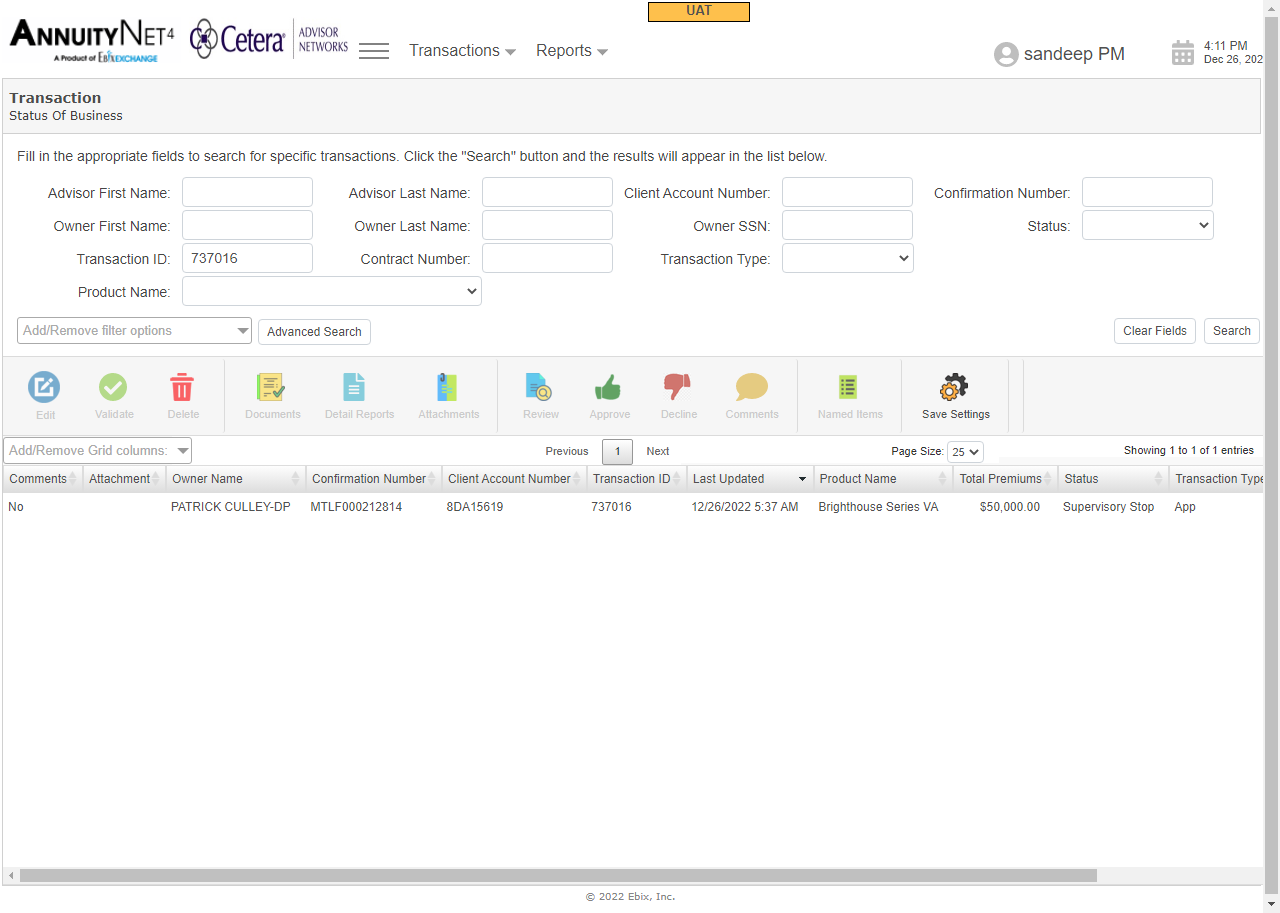 UAT
ANNUITYNET4
A Product of EbixEXCHANGE
Cetera®
ADVISOR
NETWORKS
Transactions
Reports
sandeep PM
4:11 PM
Dec 26, 202
Transaction
Status Of Business
Fill in the appropriate fields to search for specific transactions. Click the "Search" button and the results will appear in the list below.
Advisor First Name: Advisor Last Name: Client Account Number: Confirmation Number:
Owner First Name: Owner Last Name: Owner SSN: Status:
Transaction ID: 737016 Contract Number: Transaction Type:
Product Name:
Add/Remove filter options Advanced Search Clear Fields Search
Edit Validate Delete Documents Detail Reports Attachments Review Approve Decline Comments Named Items Save Settings
Add/Remove Grid columns: Previous 1 Next Page Size: 25 Showing 1 to 1 of 1 entries
Comments Attachment Owner Name Confirmation Number Client Account Number Transaction ID Last Updated Product Name Total Premiums Status Transaction Type
No PATRICK CULLEY-DP MTLF000212814 8DA15619 737016 12/26/2022 5:37 AM Brighthouse Series VA $50,000.00 Supervisory Stop App
© 2022 Ebix, Inc.